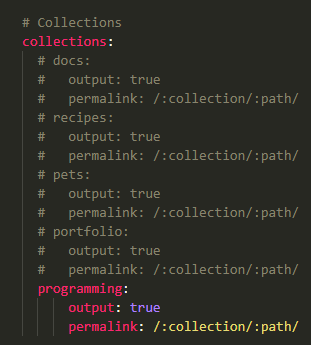 # Collections
collections:
  # docs:
  #   output: true
  #   permalink: /:collection/:path/
  # recipes:
  #   output: true
  #   permalink: /:collection/:path/
  # pets:
  #   output: true
  #   permalink: /:collection/:path/
  # portfolio:
  #   output: true
  #   permalink: /:collection/:path/
  programming:
      output: true
      permalink: /:collection/:path/